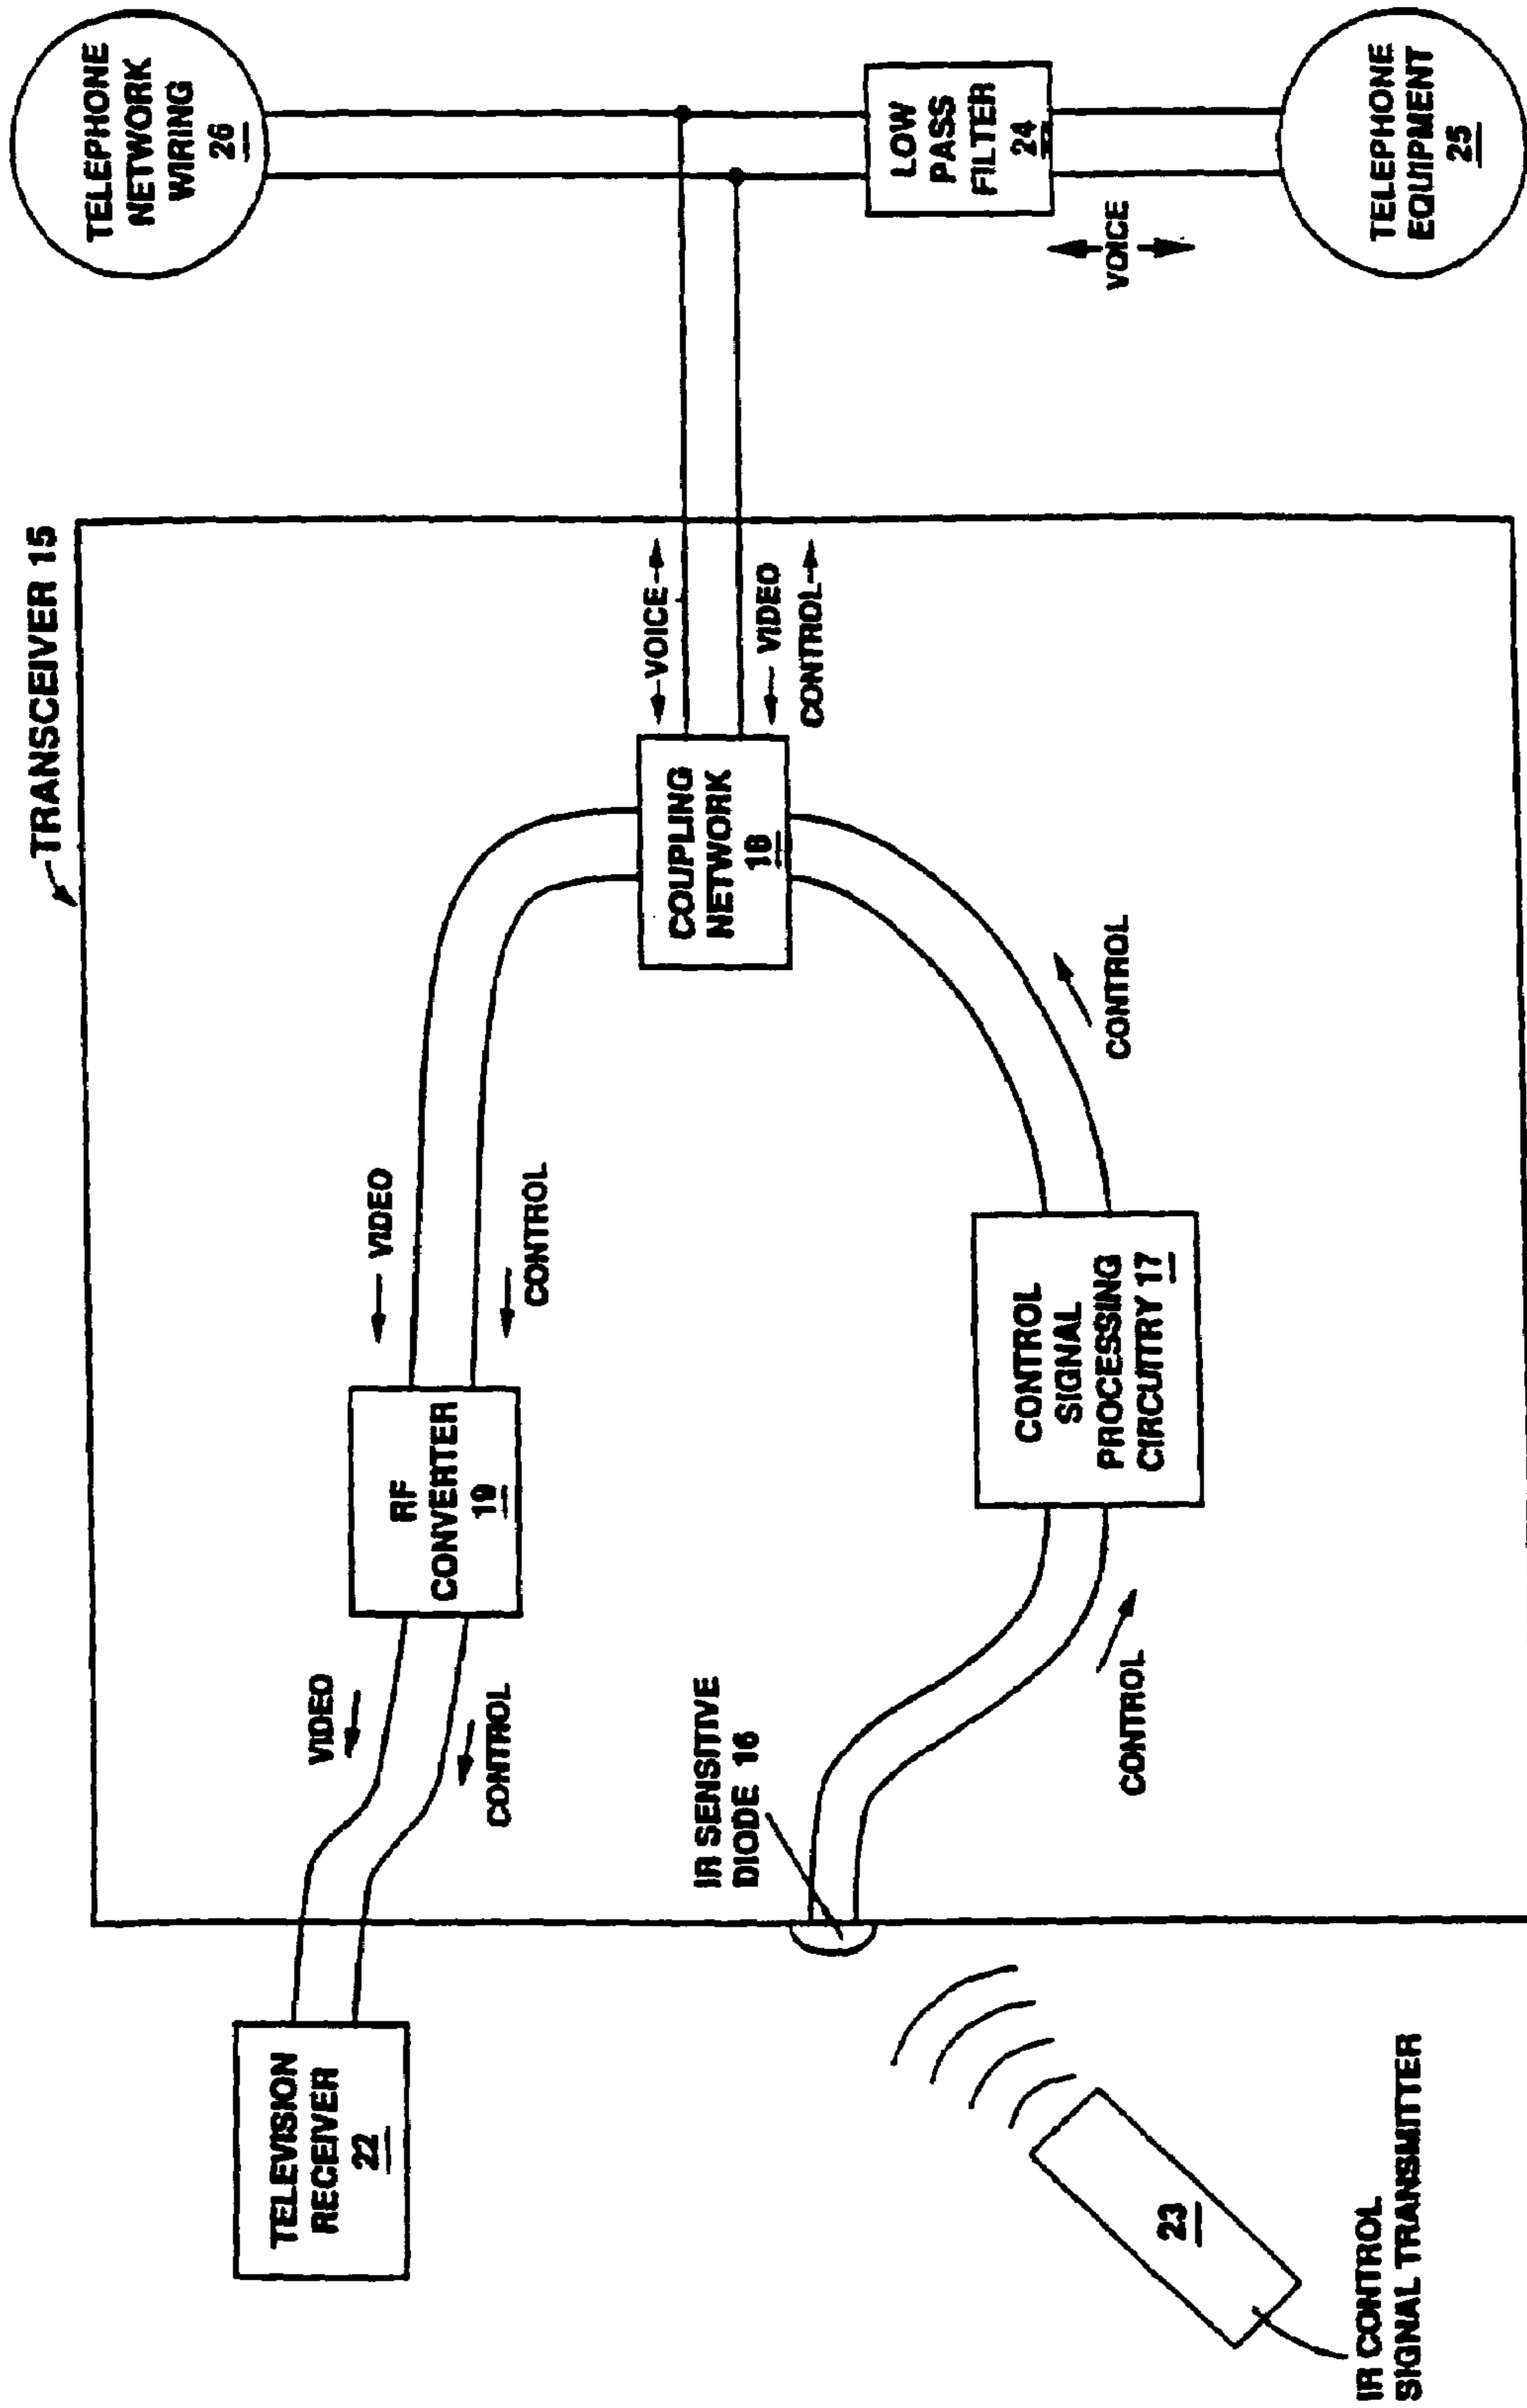 TRANSCEIVER 15
TELEVISION
RECEIVER
22
VIDEO
CONTROL
RF
CONVERTER
19
VIDEO
CONTROL
COUPLING
NETWORK
18
VOICE
VIDEO
CONTROL
TELEPHONE
NETWORK
WIRING
26
LOW
PASS
FILTER
24
VOICE
TELEPHONE
EQUIPMENT
25
IR SENSITIVE
DIODE 16
CONTROL
CONTROL
SIGNAL
PROCESSING
CIRCUITRY 17
CONTROL
23
IR CONTROL
SIGNAL TRANSMITTER